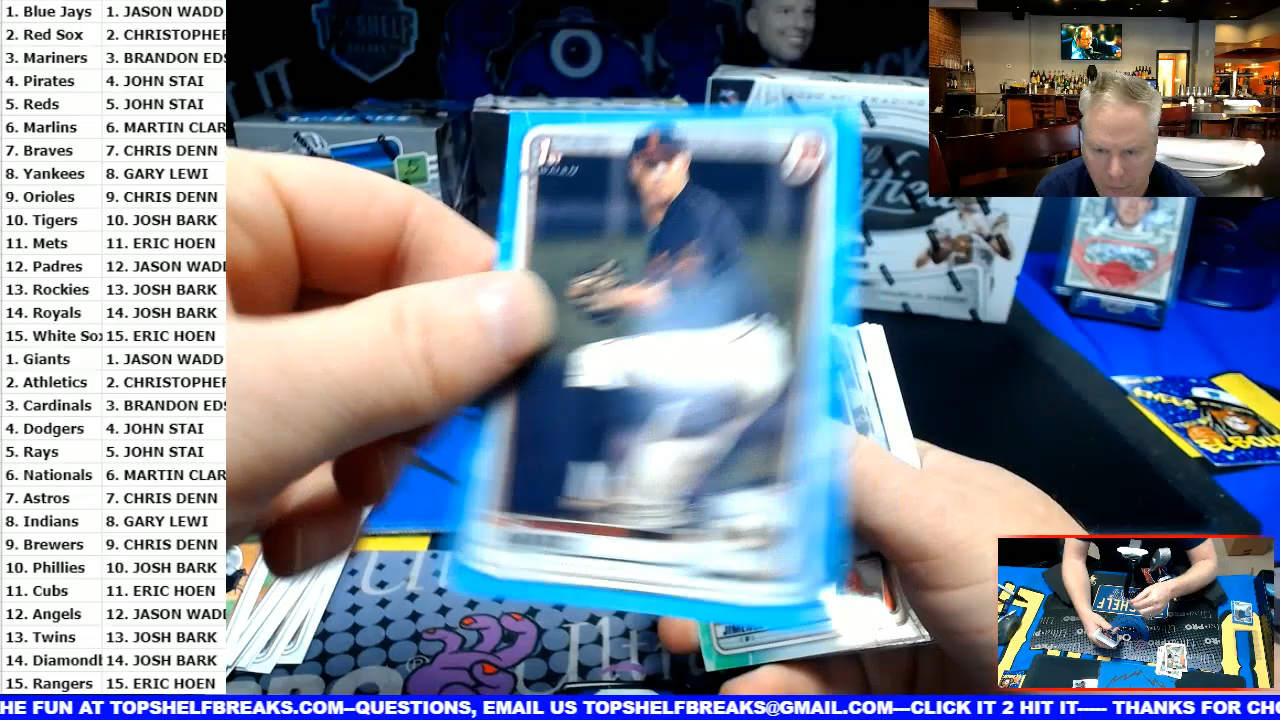 1. Blue Jays 1. JASON WADD
2. Red Sox 2. CHRISTOPHER
3. Mariners 3. BRANDON EDS
4. Pirates 4. JOHN STAI
5. Reds 5. JOHN STAI
6. Marlins 6. MARTIN CLAR
7. Braves 7. CHRIS DENN
8. Yankees 8. GARY LEWI
9. Orioles 9. CHRIS DENN
10. Tigers 10. JOSH BARK
11. Mets 11. ERIC HOEN
12. Padres 12. JASON WADD
13. Rockies 13. JOSH BARK
14. Royals 14. JOSH BARK
15. White Sox 15. ERIC HOEN
1. Giants 1. JASON WADD
2. Athletics 2. CHRISTOPHER
3. Cardinals 3. BRANDON EDS
4. Dodgers 4. JOHN STAI
5. Rays 5. JOHN STAI
6. Nationals 6. MARTIN CLAR
7. Astros 7. CHRIS DENN
8. Indians 8. GARY LEWI
9. Brewers 9. CHRIS DENN
10. Phillies 10. JOSH BARK
11. Cubs 11. ERIC HOEN
12. Angels 12. JASON WADD
13. Twins 13. JOSH BARK
14. Diamond 14. JOSH BARK
15. Rangers 15. ERIC HOEN
TOPSHELF
BREAKS
5
HE FUN AT TOPSHELFBREAKS.COM--QUESTIONS, EMAIL US TOPSHELFBREAKS@GMAIL.COM---CLICK IT 2 HIT IT----- THANKS FOR CHO